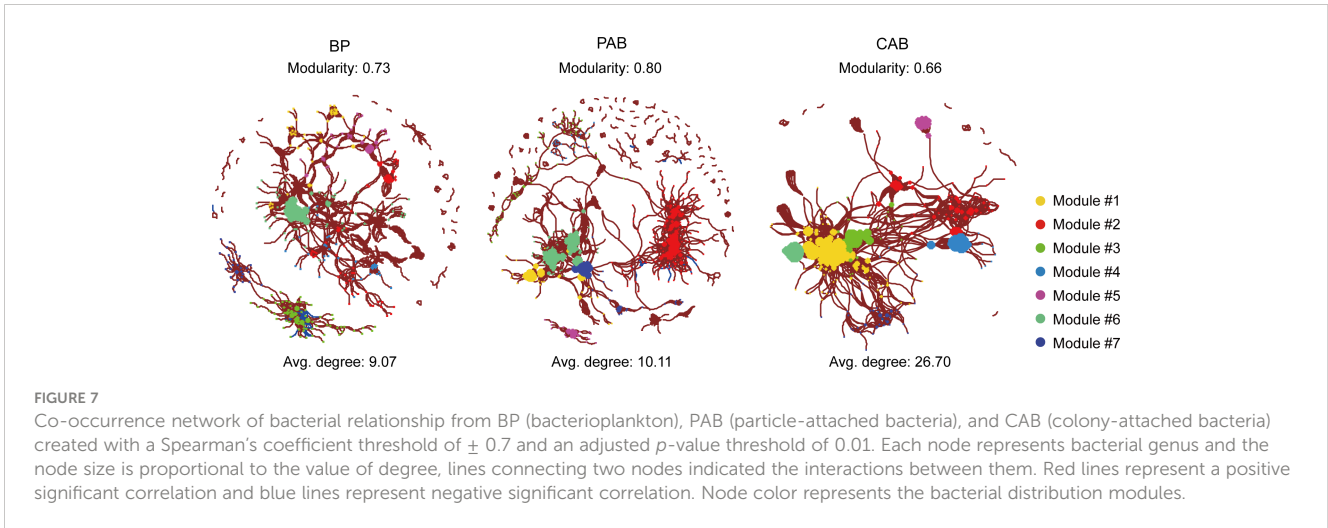 BP
Modularity: 0.73
PAB
Modularity: 0.80
CAB
Modularity: 0.66
Module #1
Module #2
Module #3
Module #4
Module #5
Module #6
Module #7
Avg. degree: 9.07
Avg. degree: 10.11
Avg. degree: 26.70
FIGURE 7
Co-occurrence network of bacterial relationship from BP (bacterioplankton), PAB (particle-attached bacteria), and CAB (colony-attached bacteria)
created with a Spearman's coefficient threshold of ± 0.7 and an adjusted p-value threshold of 0.01. Each node represents bacterial genus and the
node size is proportional to the value of degree, lines connecting two nodes indicated the interactions between them. Red lines represent a positive
significant correlation and blue lines represent negative significant correlation. Node color represents the bacterial distribution modules.